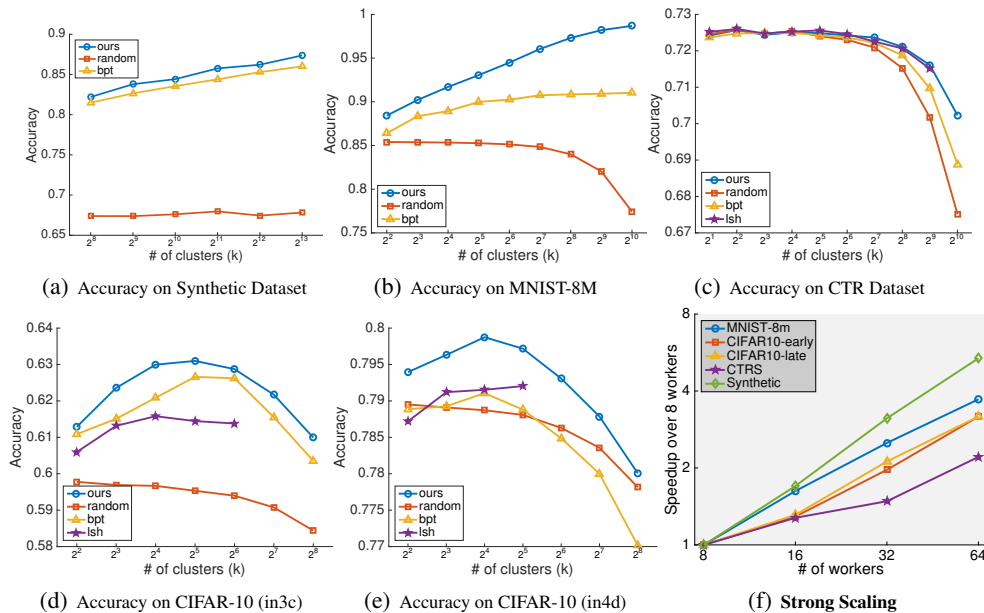 0.9
0.85
0.8
0.75
0.7
0.65
Accuracy
ours
random
bpt
2^8
2^9
2^10
2^11
2^12
2^13
# of clusters (k)
(a) Accuracy on Synthetic Dataset
1
0.95
0.9
0.85
0.8
0.75
Accuracy
ours
random
bpt
2^2
2^3
2^4
2^5
2^6
2^7
2^8
2^9
2^10
# of clusters (k)
(b) Accuracy on MNIST-8M
0.73
0.72
0.71
0.7
0.69
0.68
0.67
Accuracy
ours
random
bpt
lsh
2^1
2^2
2^3
2^4
2^5
2^6
2^7
2^8
2^9
2^10
# of clusters (k)
(c) Accuracy on CTR Dataset
0.64
0.63
0.62
0.61
0.6
0.59
0.58
Accuracy
ours
random
bpt
lsh
2^2
2^3
2^4
2^5
2^6
2^7
2^8
# of clusters (k)
(d) Accuracy on CIFAR-10 (in3c)
0.8
0.795
0.79
0.785
0.78
0.775
0.77
Accuracy
ours
random
bpt
lsh
2^2
2^3
2^4
2^5
2^6
2^7
2^8
# of clusters (k)
(e) Accuracy on CIFAR-10 (in4d)
8
4
2
1
Speedup over 8 workers
MNIST-8m
CIFAR10-early
CIFAR10-late
CTRS
Synthetic
8
16
32
64
# of workers
(f) Strong Scaling